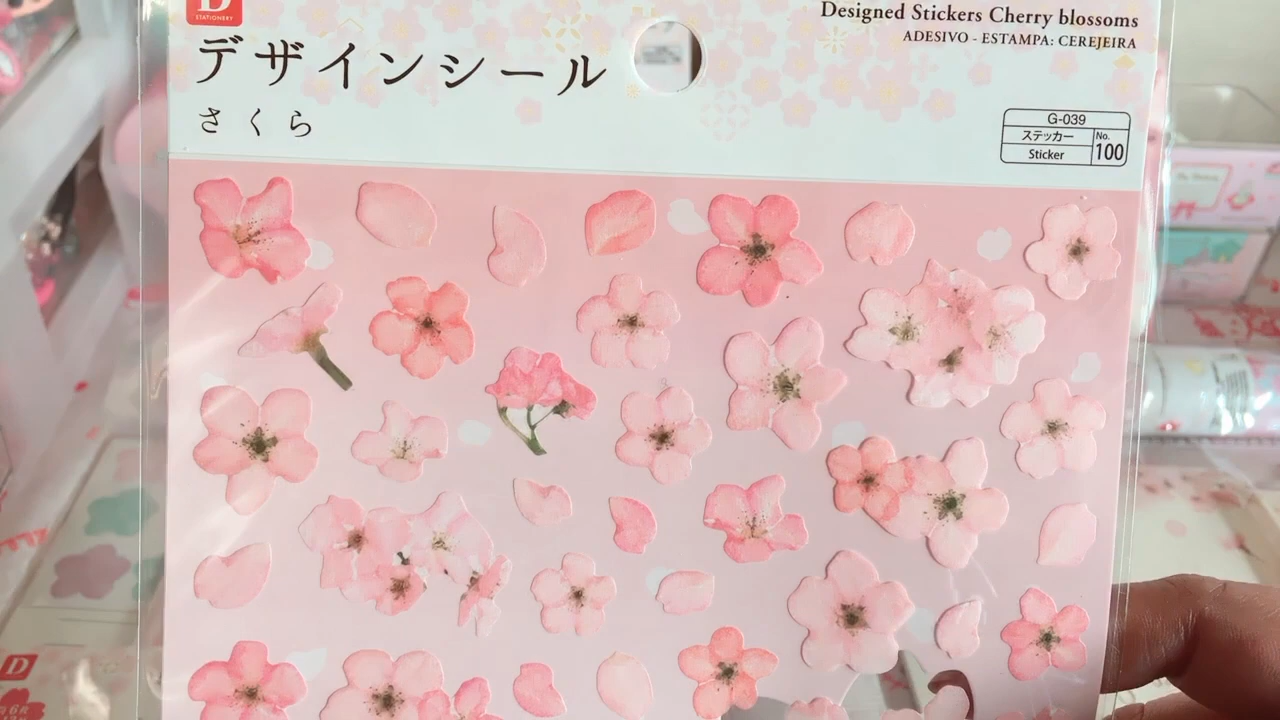 D
STATIONERY
Designed Stickers Cherry blossoms
ADESIVO - ESTAMPA: CEREJEIRA
デザインシール
さくら
G-039
ステッカー
Sticker
No.
100
D